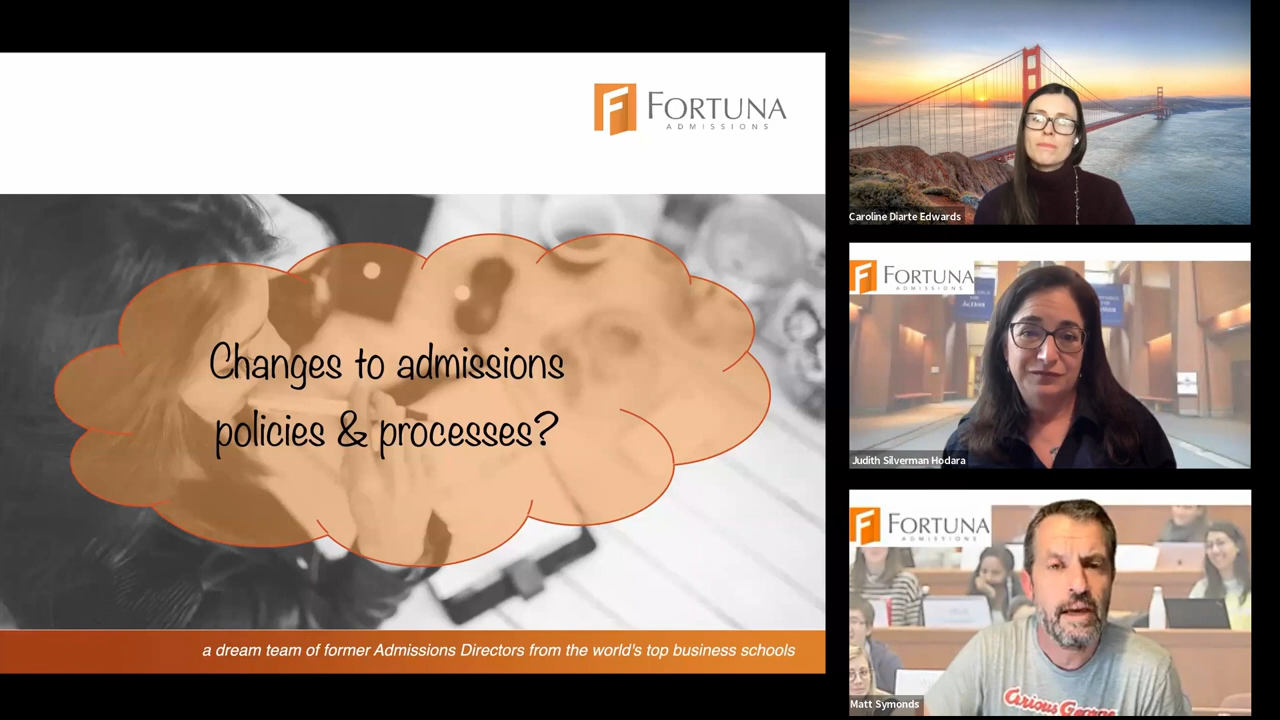 FORTUNA
ADMISSIONS
Changes to admissions
policies & processes?
a dream team of former Admissions Directors from the world's top business schools
Caroline Diarte Edwards
FORTUNA
ADMISSIONS
Judith Silverman Hodara
FORTUNA
ADMISSIONS
Curious George
Matt Symonds